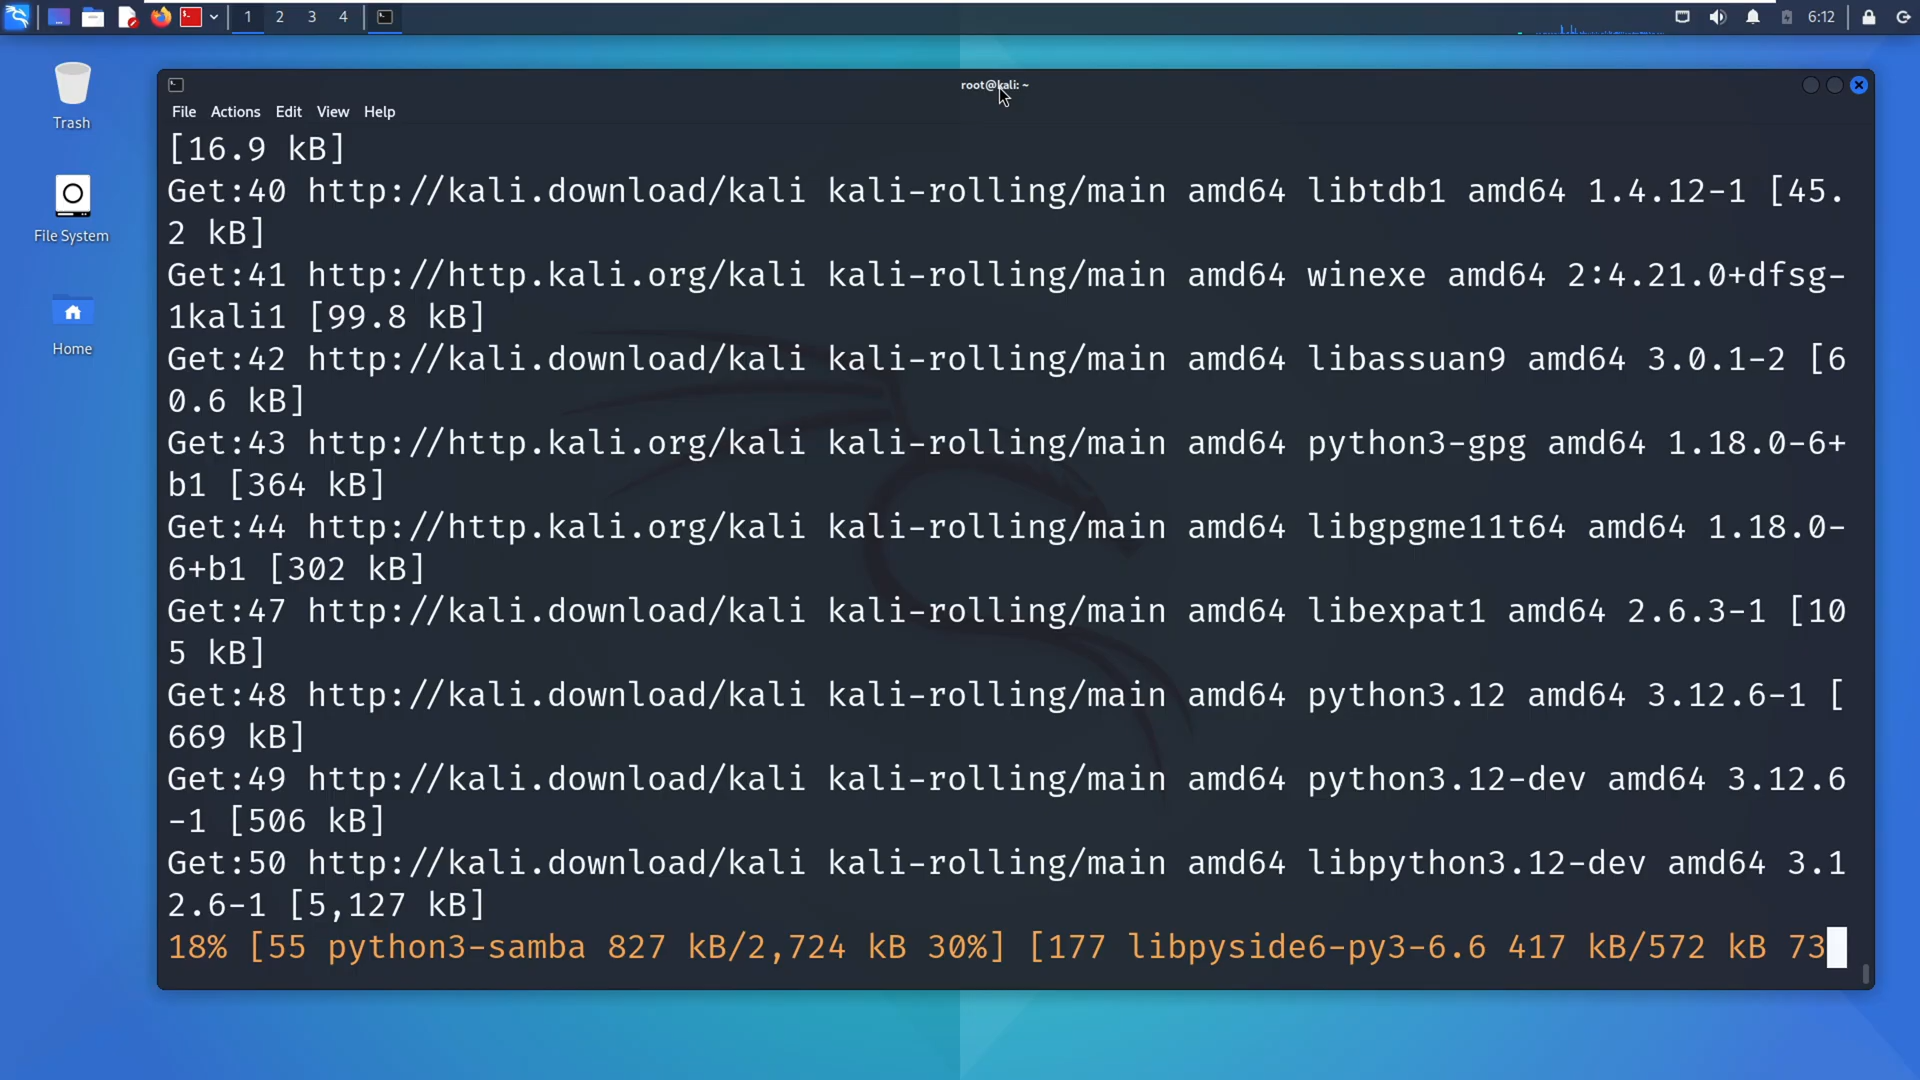 1 2 3 4 6:12
root@kali: ~
File Actions Edit View Help
Trash
File System
Home
[16.9 kB]
Get:40 http://kali.download/kali kali-rolling/main amd64 libtdb1 amd64 1.4.12-1 [45.
2 kB]
Get:41 http://http.kali.org/kali kali-rolling/main amd64 winexe amd64 2:4.21.0+dfsg-
1kali1 [99.8 kB]
Get:42 http://kali.download/kali kali-rolling/main amd64 libassuan9 amd64 3.0.1-2 [6
0.6 kB]
Get:43 http://http.kali.org/kali kali-rolling/main amd64 python3-gpg amd64 1.18.0-6+
b1 [364 kB]
Get:44 http://http.kali.org/kali kali-rolling/main amd64 libgpgme11t64 amd64 1.18.0-
6+b1 [302 kB]
Get:47 http://kali.download/kali kali-rolling/main amd64 libexpat1 amd64 2.6.3-1 [10
5 kB]
Get:48 http://kali.download/kali kali-rolling/main amd64 python3.12 amd64 3.12.6-1 [
669 kB]
Get:49 http://kali.download/kali kali-rolling/main amd64 python3.12-dev amd64 3.12.6
-1 [506 kB]
Get:50 http://kali.download/kali kali-rolling/main amd64 libpython3.12-dev amd64 3.1
2.6-1 [5,127 kB]
18% [55 python3-samba 827 kB/2,724 kB 30%] [177 libpyside6-py3-6.6 417 kB/572 kB 73